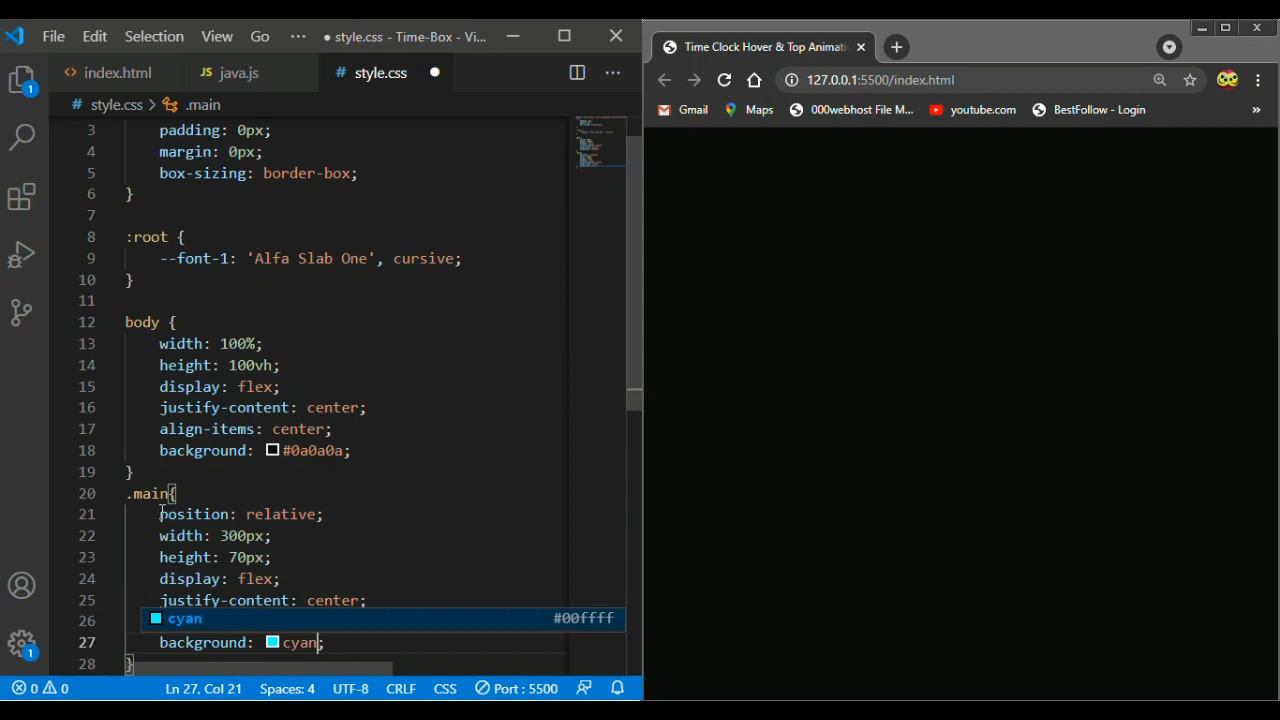 File Edit Selection View Go ··· ● style.css - Time-Box - Vi...
index.html java.js # style.css ● ···
# style.css > .main
3 padding: 0px;
4 margin: 0px;
5 box-sizing: border-box;
6 }
7
8 :root {
9 --font-1: 'Alfa Slab One', cursive;
10 }
11
12 body {
13 width: 100%;
14 height: 100vh;
15 display: flex;
16 justify-content: center;
17 align-items: center;
18 background: #0a0a0a;
19 }
20 .main{
21 position: relative;
22 width: 300px;
23 height: 70px;
24 display: flex;
25 justify-content: center;
26
cyan #00ffff
27 background: cyan;
28 }
1
1
0 0 Ln 27, Col 21 Spaces: 4 UTF-8 CRLF CSS Port : 5500
Time Clock Hover & Top Animati
127.0.0.1:5500/index.html
Gmail Maps 000webhost File M... youtube.com BestFollow - Login »